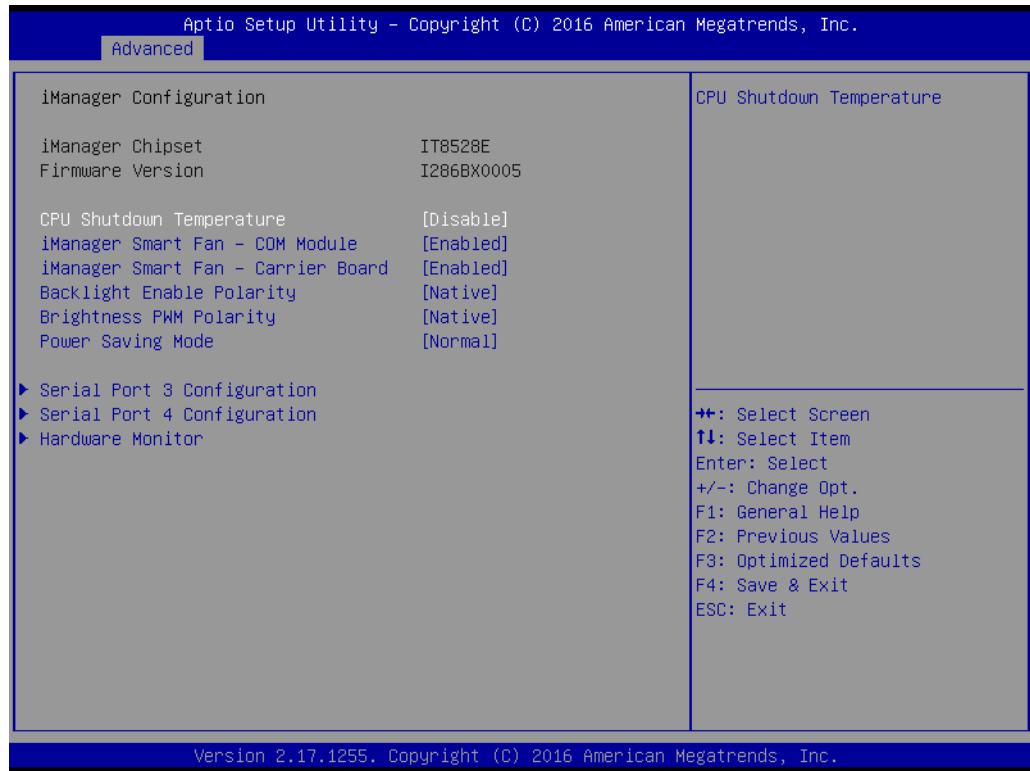 Aptio Setup Utility – Copyright (C) 2016 American Megatrends, Inc.
Advanced
iManager Configuration
iManager Chipset IT8528E
Firmware Version I286BX0005
CPU Shutdown Temperature [Disable]
iManager Smart Fan – COM Module [Enabled]
iManager Smart Fan – Carrier Board [Enabled]
Backlight Enable Polarity [Native]
Brightness PWM Polarity [Native]
Power Saving Mode [Normal]
▶ Serial Port 3 Configuration
▶ Serial Port 4 Configuration
▶ Hardware Monitor
CPU Shutdown Temperature
→←: Select Screen
↑↓: Select Item
Enter: Select
+/-: Change Opt.
F1: General Help
F2: Previous Values
F3: Optimized Defaults
F4: Save & Exit
ESC: Exit
Version 2.17.1255. Copyright (C) 2016 American Megatrends, Inc.